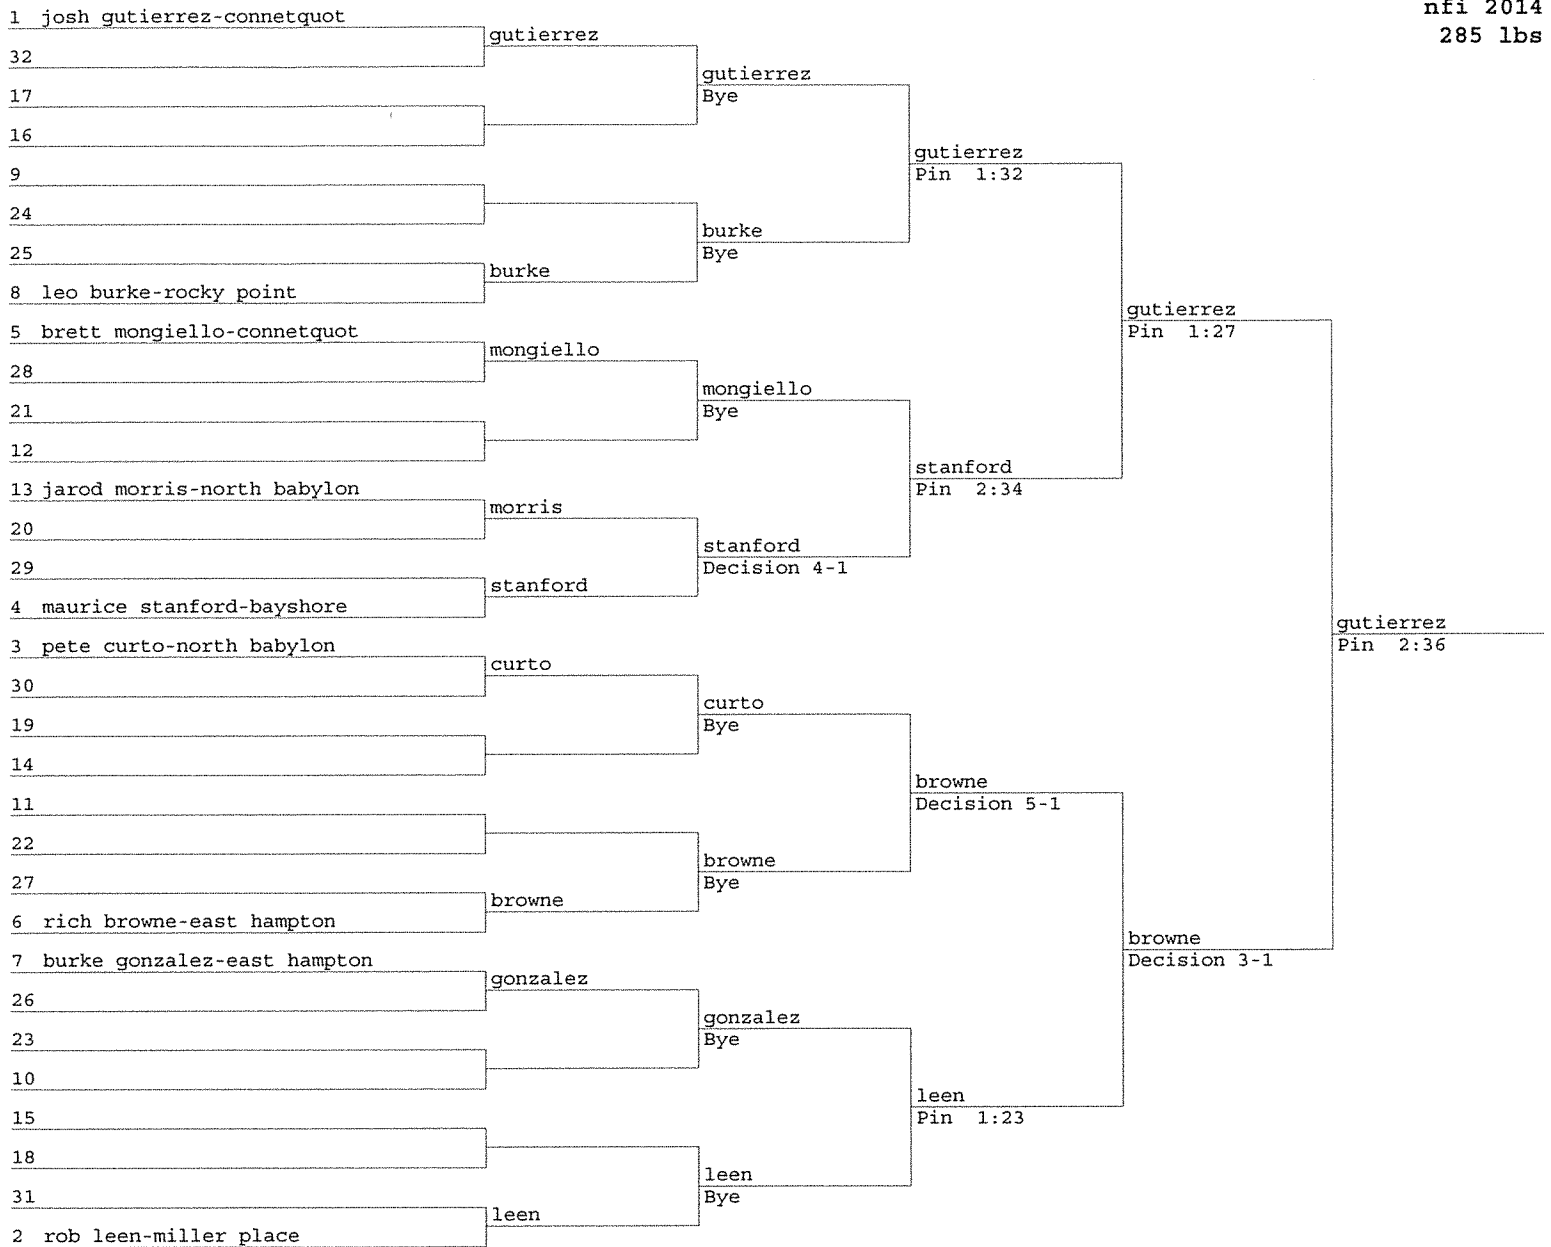 nfi 2014
285 lbs
1 josh gutierrez-connetquot
gutierrez
32
gutierrez
Bye
17
16
gutierrez
Pin 1:32
9
24
burke
Bye
25
burke
8 leo burke-rocky point
gutierrez
Pin 1:27
5 brett mongiello-connetquot
mongiello
28
mongiello
Bye
21
12
stanford
Pin 2:34
13 jarod morris-north babylon
morris
20
stanford
Decision 4-1
29
stanford
4 maurice stanford-bayshore
gutierrez
Pin 2:36
3 pete curto-north babylon
curto
30
curto
Bye
19
14
browne
Decision 5-1
11
22
browne
Bye
27
browne
6 rich browne-east hampton
browne
Decision 3-1
7 burke gonzalez-east hampton
gonzalez
26
gonzalez
Bye
23
10
leen
Pin 1:23
15
18
leen
Bye
31
leen
2 rob leen-miller place